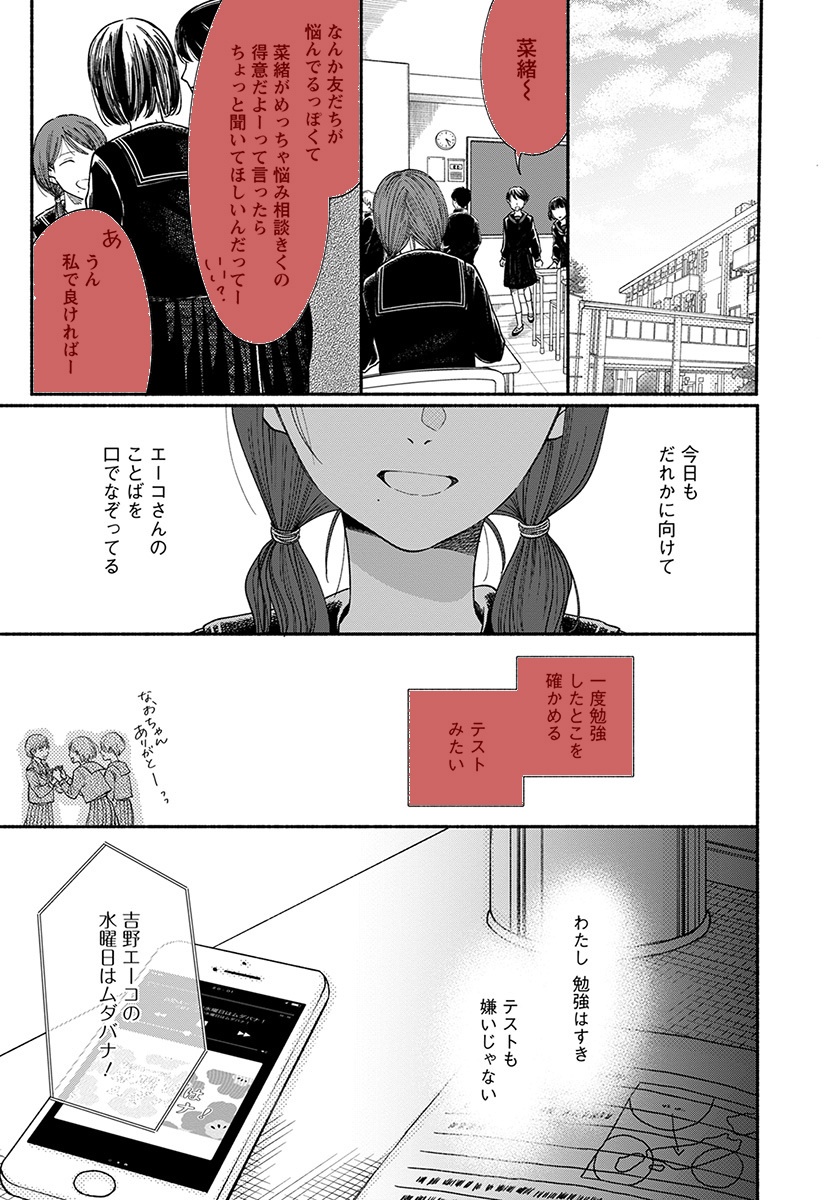 菜緒〜
なんか友だちが
悩んでるっぽくて
菜緒がめっちゃ悩み相談きくの
得意だよーって言ったら
ちょっと聞いてほしいんだってー
いー?
あ
うん
私で良ければー
今日も
だれかに向けて
エーコさんの
ことばを
口でなぞってる
一度勉強
したとこを
確かめる
テスト
みたい
なおちゃん
ありがとーっっ
わたし 勉強はすき
テストも
嫌いじゃない
吉野エーコの
水曜日はムダバナ!